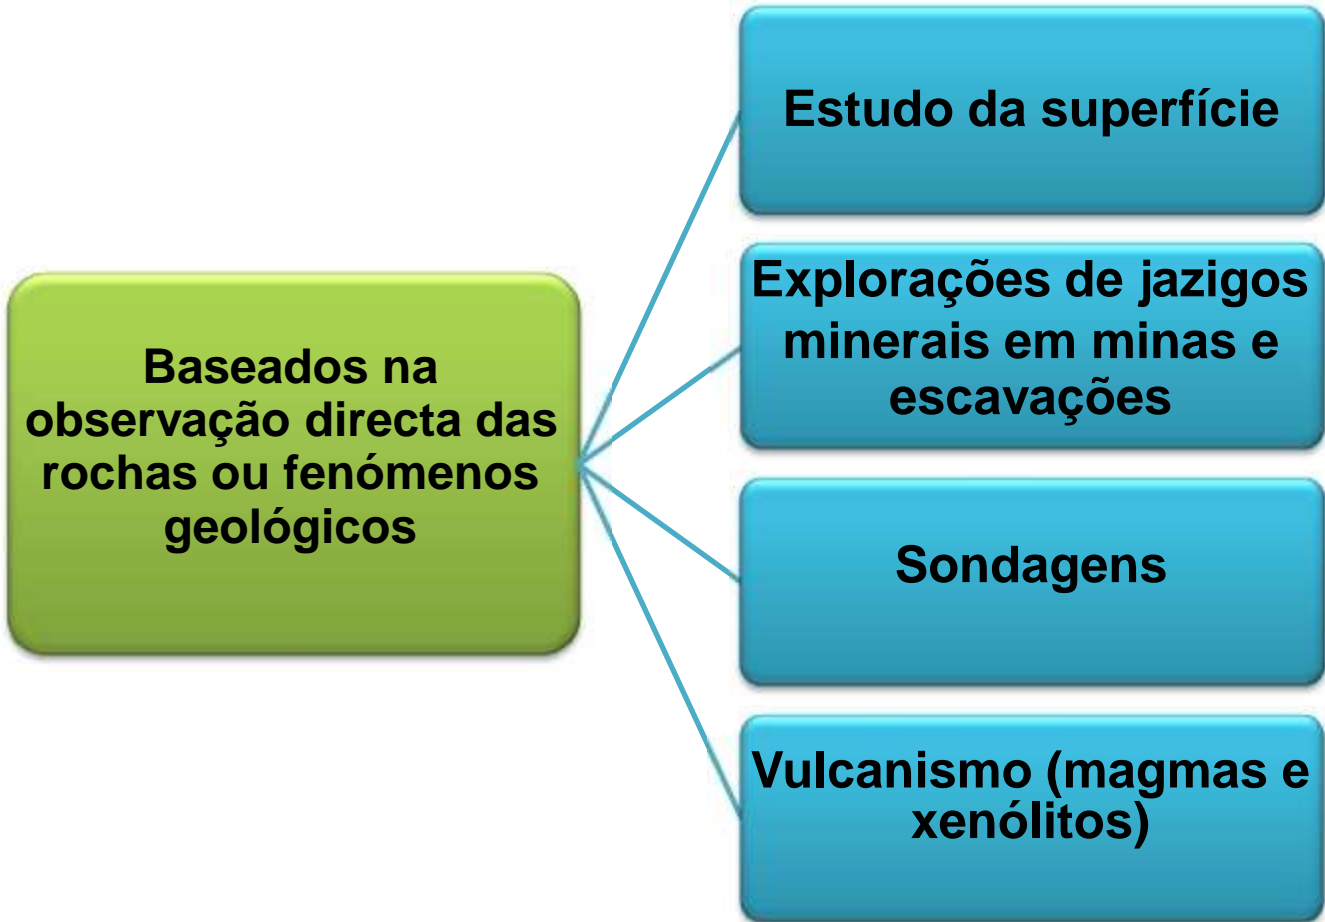 Baseados na
observação directa das
rochas ou fenómenos
geológicos
Estudo da superfície
Explorações de jazigos
minerais em minas e
escavações
Sondagens
Vulcanismo (magmas e
xenólitos)